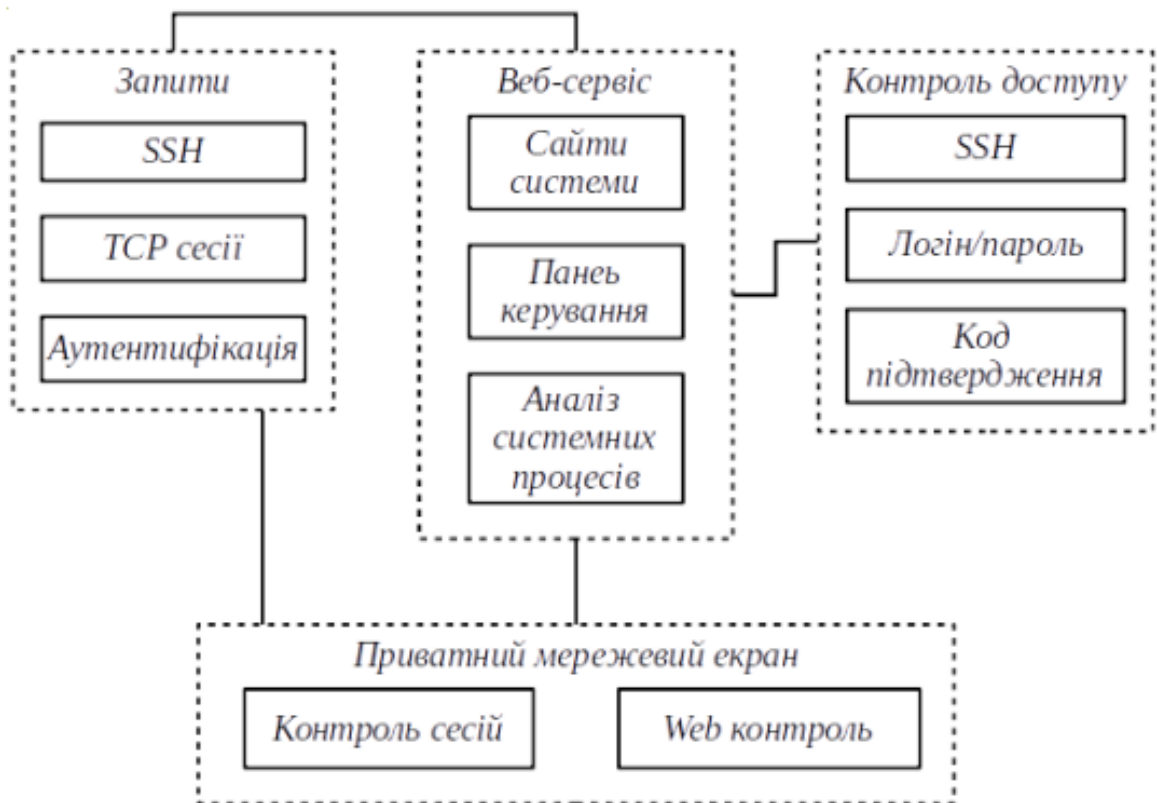 Запити
SSH
TCP сесії
Аутентифікація
Веб-сервіс
Сайти
системи
Панеь
керування
Аналіз
системних
процесів
Контроль доступу
SSH
Логін/пароль
Код
підтвердження
Приватний мережевий екран
Контроль сесій
Web контроль